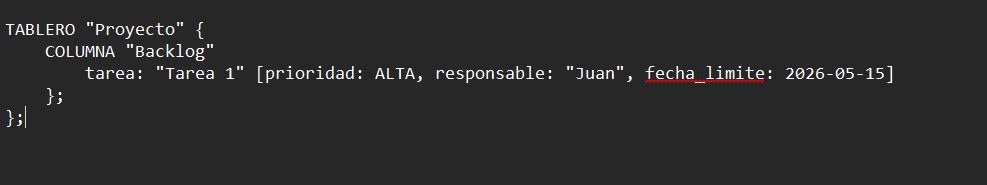 TABLERO "Proyecto" {
    COLUMNA "Backlog"
        tarea: "Tarea 1" [prioridad: ALTA, responsable: "Juan", fecha_limite: 2026-05-15]
    };
};